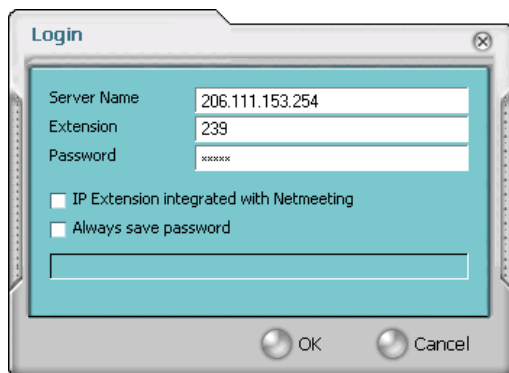 Login
Server Name 206.111.153.254
Extension 239
Password xxxxx
IP Extension integrated with Netmeeting
Always save password
OK Cancel